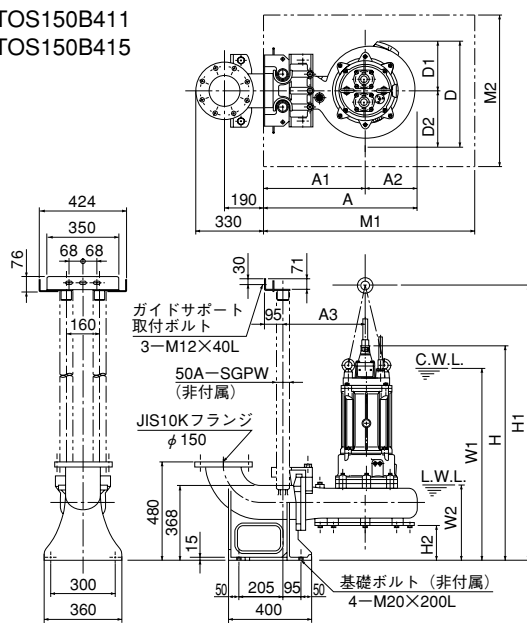 TOS150B411
TOS150B415
D1
D
D2
M2
A1
A2
190
A
330
M1
424
350
68
68
76
160
30
71
95
A3
ガイドサポート
取付ボルト
3－M12×40L
50A－SGPW
(非付属)
JIS10Kフランジ
φ150
C.W.L.
L.W.L.
W1
W2
H
H1
H2
480
368
15
50
205
95
50
400
300
360
基礎ボルト（非付属）
4－M20×200L